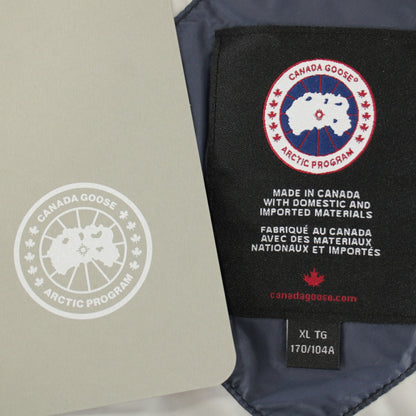 CANADA GOOSE
ARCTIC PROGRAM
CANADA GOOSE®
ARCTIC PROGRAM
MADE IN CANADA
WITH DOMESTIC AND
IMPORTED MATERIALS
FABRIQUÉ AU CANADA
AVEC DES MATÉRIAUX
NATIONAUX ET IMPORTÉS
canadagoose.com
XL TG
170/104A